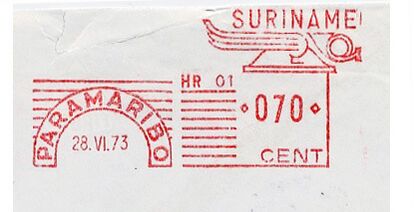 SURINAME
HR 01
070
CENT
PARAMARIBO
28.VI.73